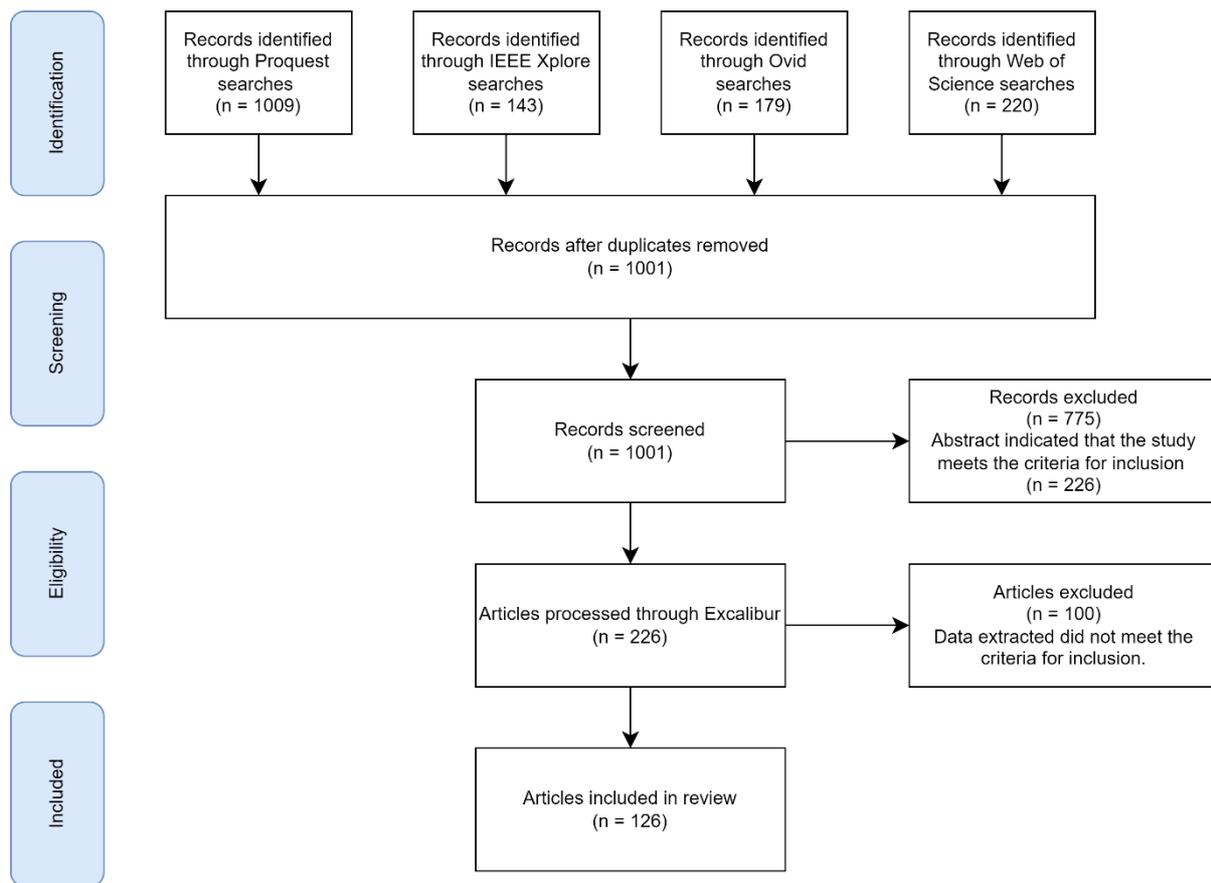 Identification
Records identified
through Proquest
searches
(n = 1009)
Records identified
through IEEE Xplore
searches
(n = 143)
Records identified
through Ovid
searches
(n = 179)
Records identified
through Web of
Science searches
(n = 220)
Records after duplicates removed
(n = 1001)
Screening
Records screened
(n = 1001)
Records excluded
(n = 775)
Abstract indicated that the study
meets the criteria for inclusion
(n = 226)
Eligibility
Articles processed through Excalibur
(n = 226)
Articles excluded
(n = 100)
Data extracted did not meet the
criteria for inclusion.
Included
Articles included in review
(n = 126)